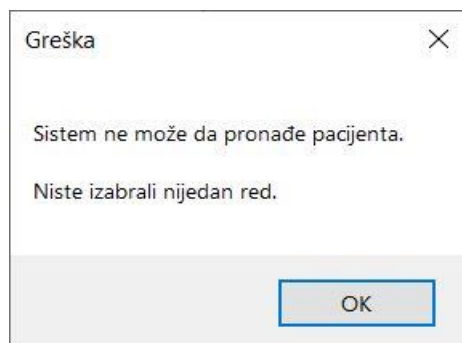 Greška
Sistem ne može da pronađe pacijenta.
Niste izabrali nijedan red.
OK